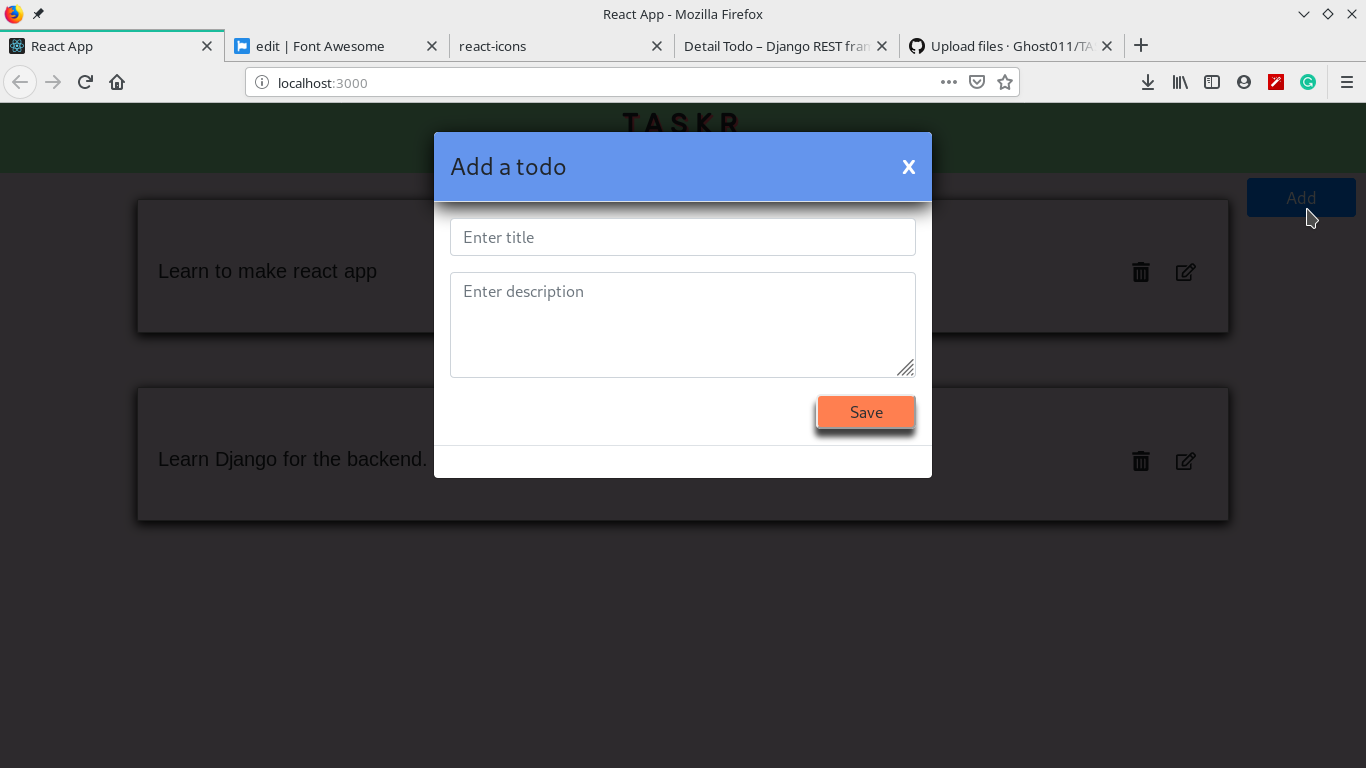 React App - Mozilla Firefox
React App
edit | Font Awesome
react-icons
Detail Todo – Django REST fran
Upload files · Ghost011/TA
localhost:3000
TASKR
Add a todo
X
Add
Enter title
Learn to make react app
Enter description
Save
Learn Django for the backend.